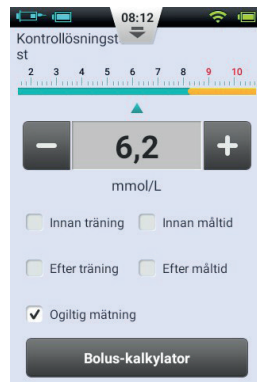 08:12
Kontrollösningst
st
2 3 4 5 6 7 8 9 10
− 6,2 +
mmol/L
Innan träning Innan måltid
Efter träning Efter måltid
Ogiltig mätning
Bolus-kalkylator